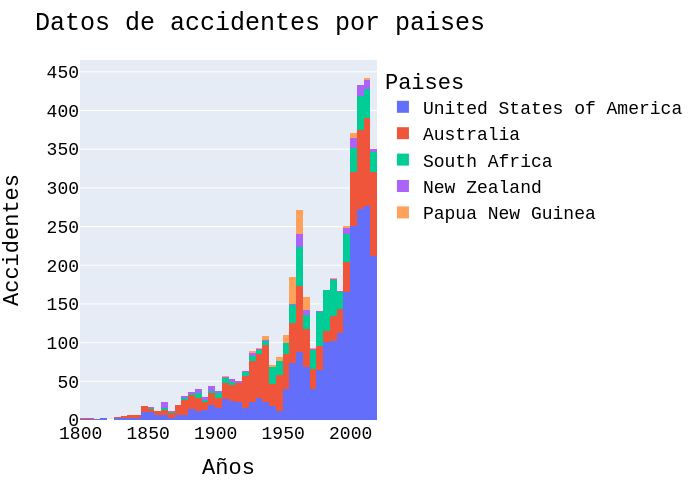 Datos de accidentes por paises
450
400
350
300
250
200
150
100
50
0
Accidentes
1800
1850
1900
1950
2000
Años
Paises
United States of America
Australia
South Africa
New Zealand
Papua New Guinea